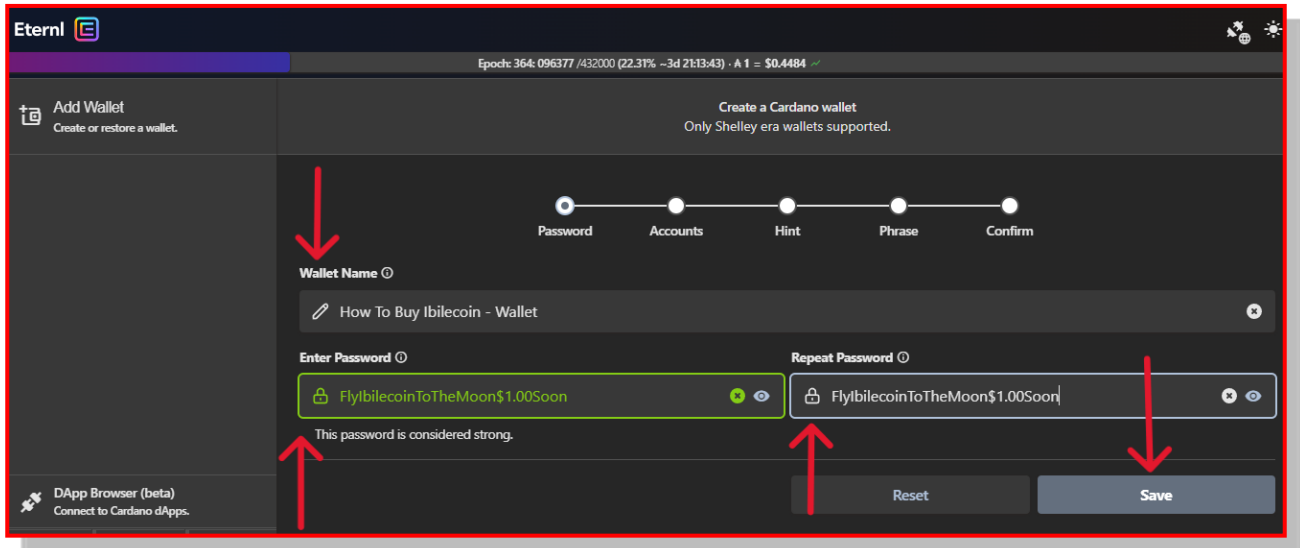 Eternl
Epoch: 364: 096377 /432000 (22.31% ~3d 21:13:43) · ₳ 1 = $0.4484
Add Wallet
Create or restore a wallet.
Create a Cardano wallet
Only Shelley era wallets supported.
Password Accounts Hint Phrase Confirm
Wallet Name
How To Buy Ibilecoin - Wallet
Enter Password Repeat Password
FlyIbilecoinToTheMoon$1.00Soon FlyIbilecoinToTheMoon$1.00Soon
This password is considered strong.
DApp Browser (beta)
Connect to Cardano dApps.
Reset Save